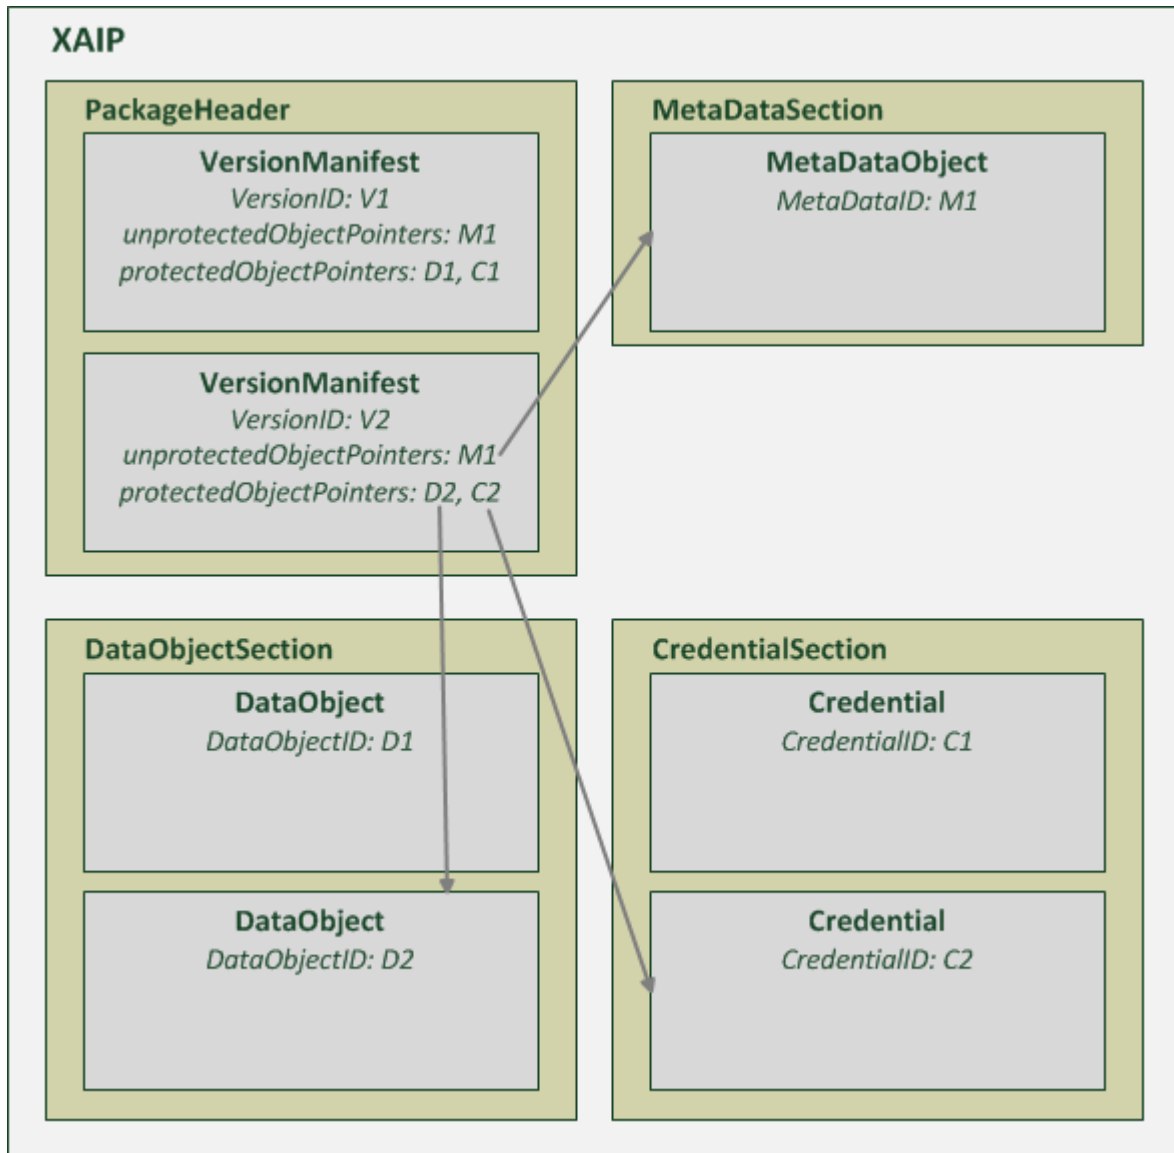 XAIP
PackageHeader
VersionManifest
VersionID: V1
unprotectedObjectPointers: M1
protectedObjectPointers: D1, C1
VersionManifest
VersionID: V2
unprotectedObjectPointers: M1
protectedObjectPointers: D2, C2
MetaDataSection
MetaDataObject
MetaDataID: M1
DataObjectSection
DataObject
DataObjectID: D1
DataObject
DataObjectID: D2
CredentialSection
Credential
CredentialID: C1
Credential
CredentialID: C2